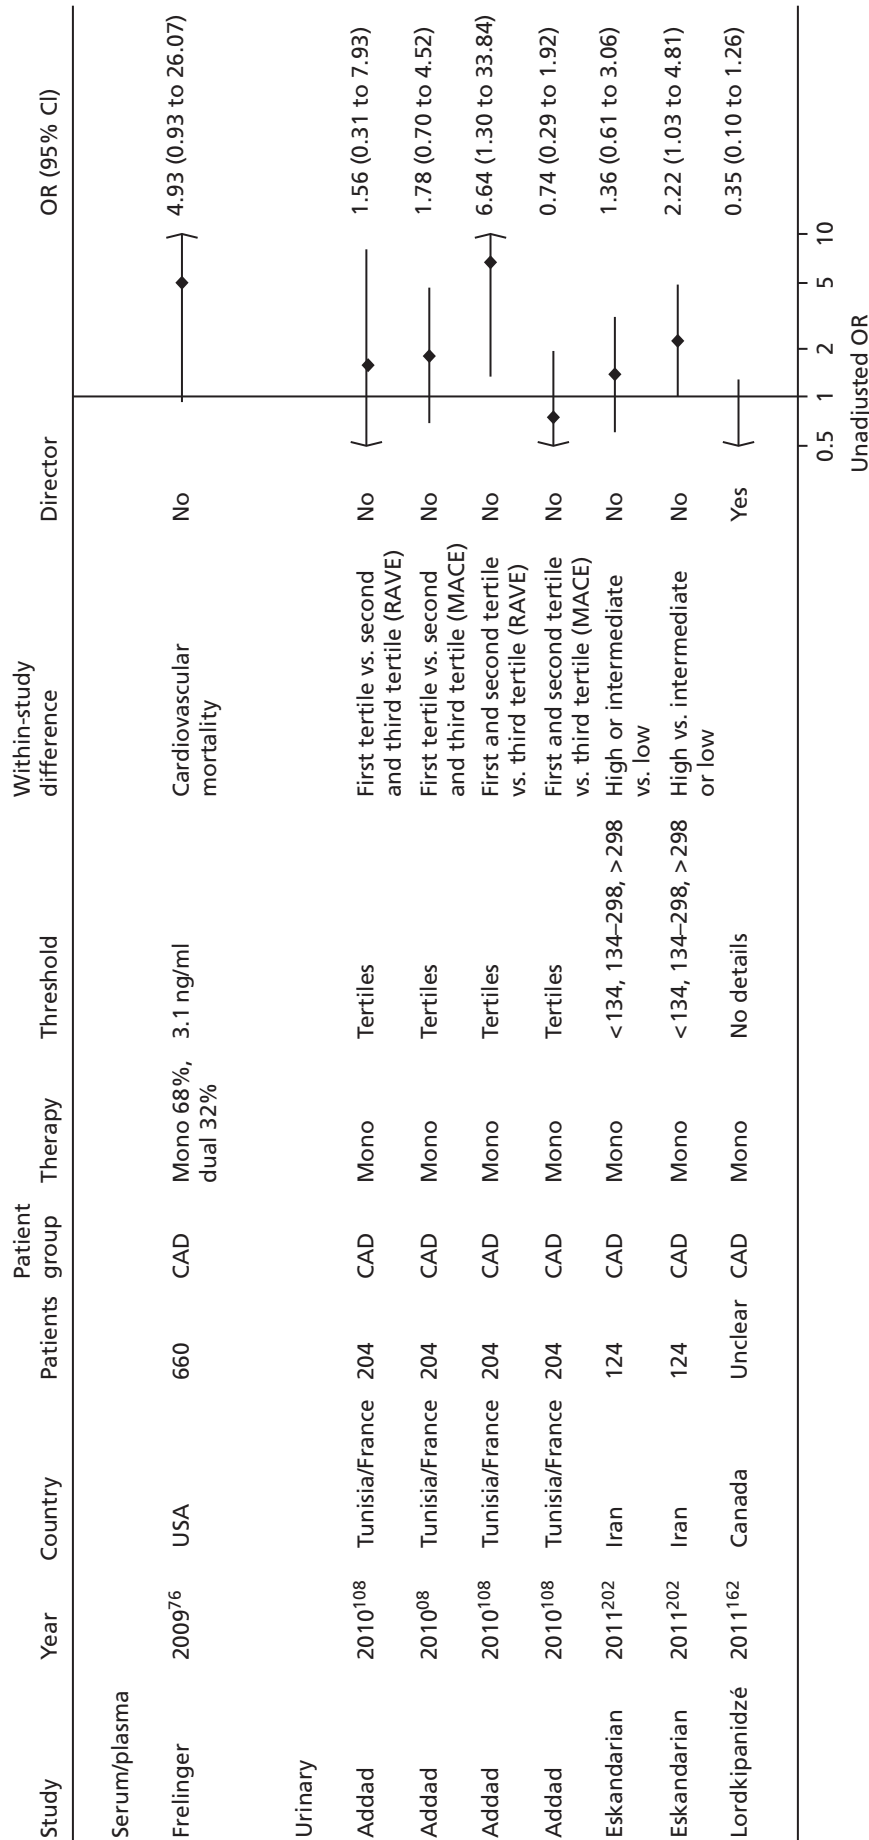 Study Year Country Patients Patient group Therapy Threshold Within-study difference Director OR (95% CI)
Serum/plasma
Frelinger 2009⁷⁶ USA 660 CAD Mono 68%, dual 32% 3.1 ng/ml Cardiovascular mortality No 4.93 (0.93 to 26.07)
Urinary
Addad 2010¹⁰⁸ Tunisia/France 204 CAD Mono Tertiles First tertile vs. second and third tertile (RAVE) No 1.56 (0.31 to 7.93)
Addad 2010⁰⁸ Tunisia/France 204 CAD Mono Tertiles First tertile vs. second and third tertile (MACE) No 1.78 (0.70 to 4.52)
Addad 2010¹⁰⁸ Tunisia/France 204 CAD Mono Tertiles First and second tertile vs. third tertile (RAVE) No 6.64 (1.30 to 33.84)
Addad 2010¹⁰⁸ Tunisia/France 204 CAD Mono Tertiles First and second tertile vs. third tertile (MACE) No 0.74 (0.29 to 1.92)
Eskandarian 2011²⁰² Iran 124 CAD Mono <134, 134–298, >298 High or intermediate vs. low No 1.36 (0.61 to 3.06)
Eskandarian 2011²⁰² Iran 124 CAD Mono <134, 134–298, >298 High vs. intermediate or low No 2.22 (1.03 to 4.81)
Lordkipanidzé 2011¹⁶² Canada Unclear CAD Mono No details Yes 0.35 (0.10 to 1.26)
0.5 1 2 5 10
Unadjusted OR